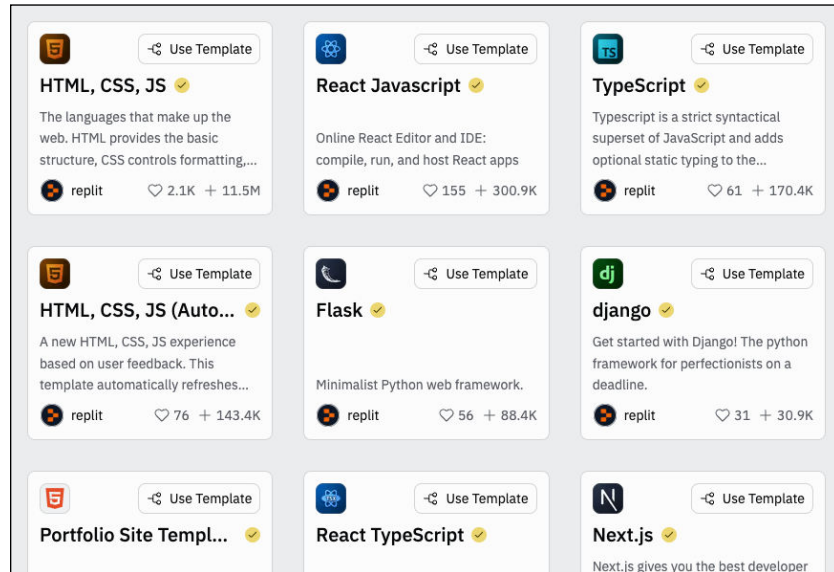 Use Template
HTML, CSS, JS
The languages that make up the
web. HTML provides the basic
structure, CSS controls formatting,...
replit 2.1K + 11.5M
Use Template
React Javascript
Online React Editor and IDE:
compile, run, and host React apps
replit 155 + 300.9K
TS Use Template
TypeScript
Typescript is a strict syntactical
superset of JavaScript and adds
optional static typing to the...
replit 61 + 170.4K
Use Template
HTML, CSS, JS (Auto...
A new HTML, CSS, JS experience
based on user feedback. This
template automatically refreshes...
replit 76 + 143.4K
Use Template
Flask
Minimalist Python web framework.
replit 56 + 88.4K
dj Use Template
django
Get started with Django! The python
framework for perfectionists on a
deadline.
replit 31 + 30.9K
Use Template
Portfolio Site Templ...
Use Template
React TypeScript
N Use Template
Next.js
Next.js gives you the best developer